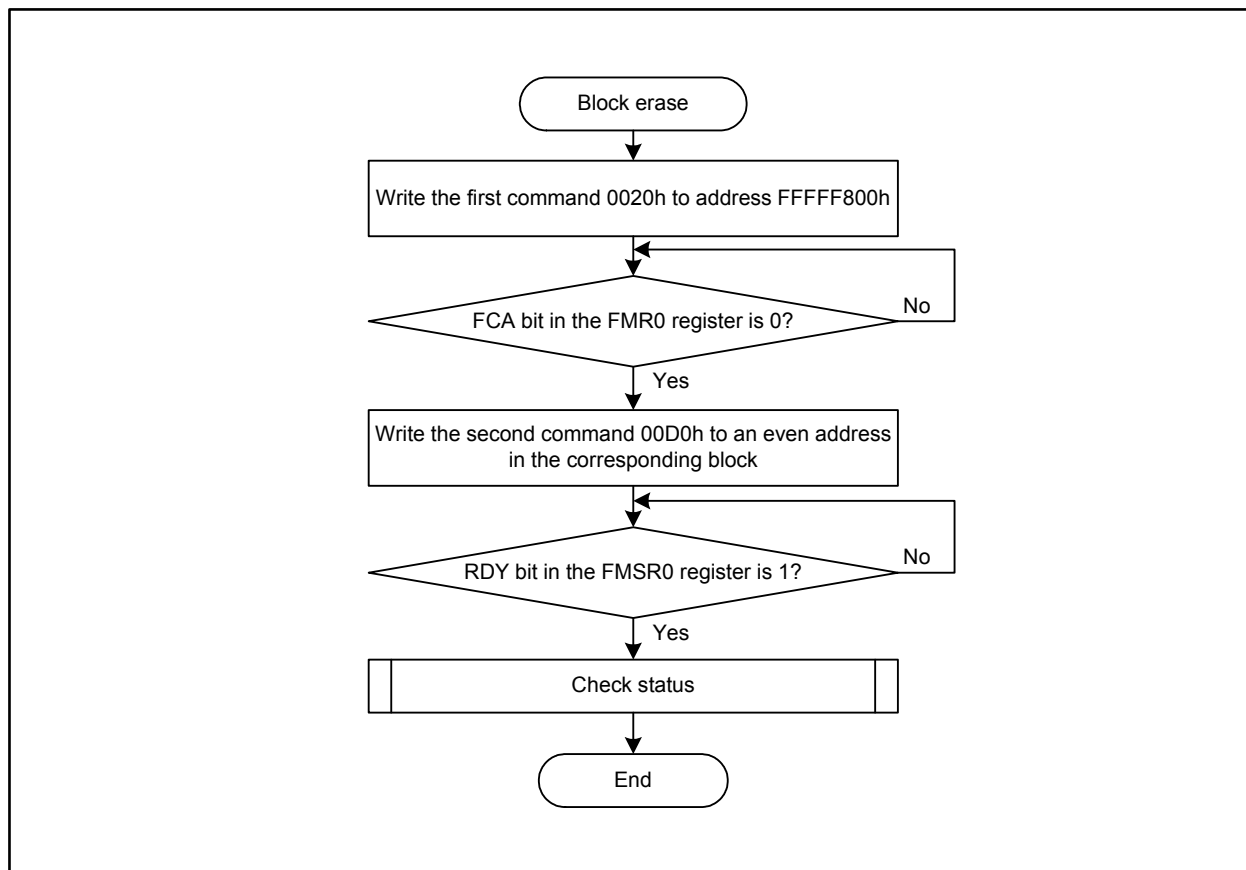 Block erase
Write the first command 0020h to address FFFFF800h
FCA bit in the FMR0 register is 0?
No
Yes
Write the second command 00D0h to an even address
in the corresponding block
RDY bit in the FMSR0 register is 1?
No
Yes
Check status
End